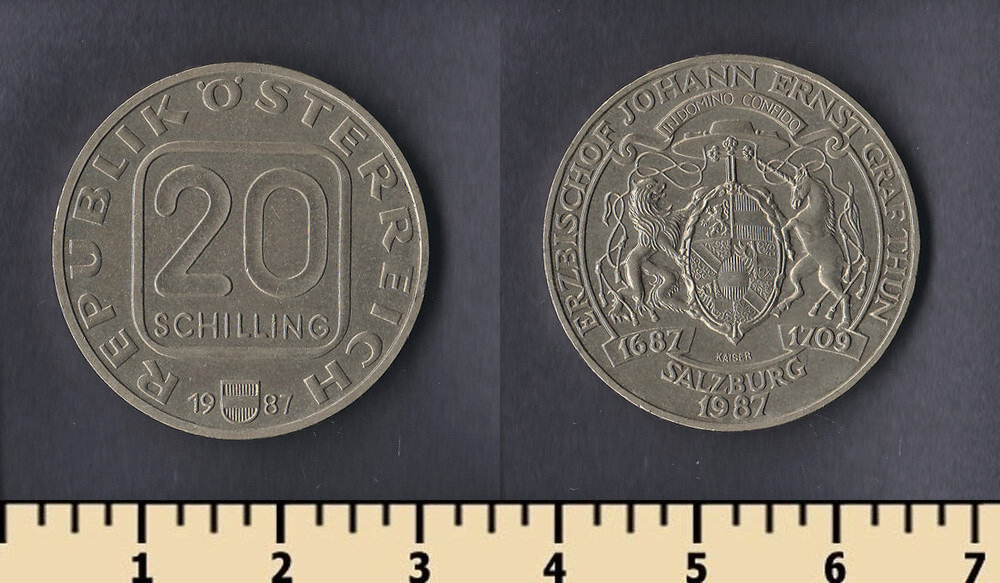 REPUBLIK ÖSTERREICH
20
SCHILLING
19 87
ERZBISCHOF JOHANN ERNST GRAF THUN
IN DOMINO CONFIDO
1687 1709
KAISER
SALZBURG
1987
1 2 3 4 5 6 7